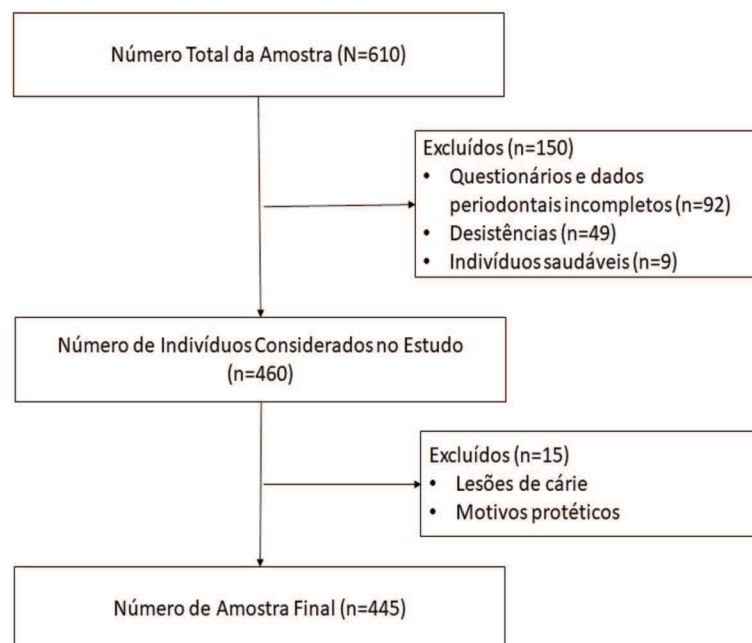 Número Total da Amostra (N=610)
Excluídos (n=150)
• Questionários e dados
periodontais incompletos (n=92)
• Desistências (n=49)
• Indivíduos saudáveis (n=9)
Número de Indivíduos Considerados no Estudo
(n=460)
Excluídos (n=15)
• Lesões de cárie
• Motivos protéticos
Número de Amostra Final (n=445)